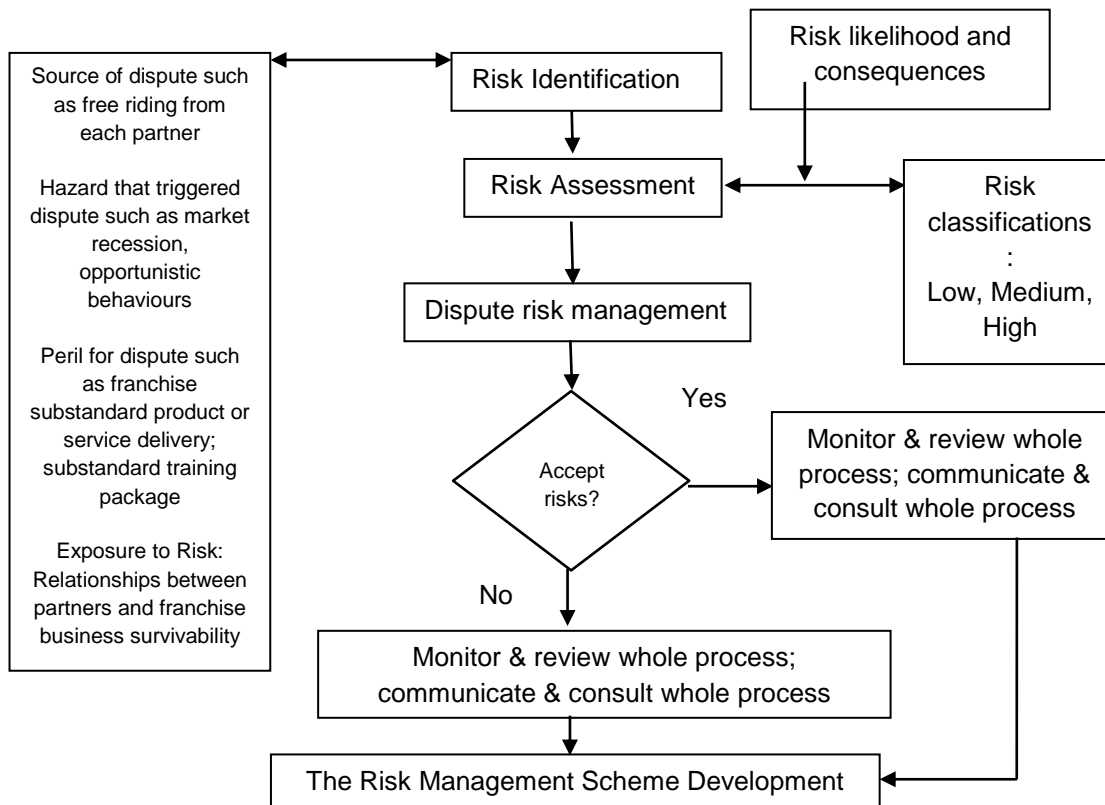 Source of dispute such
as free riding from
each partner
Hazard that triggered
dispute such as market
recession,
opportunistic
behaviours
Peril for dispute such
as franchise
substandard product or
service delivery;
substandard training
package
Exposure to Risk:
Relationships between
partners and franchise
business survivability
Risk Identification
Risk likelihood and
consequences
Risk Assessment
Risk
classifications
:
Low, Medium,
High
Dispute risk management
Accept
risks?
Yes
Monitor & review whole
process; communicate &
consult whole process
No
Monitor & review whole process;
communicate & consult whole process
The Risk Management Scheme Development